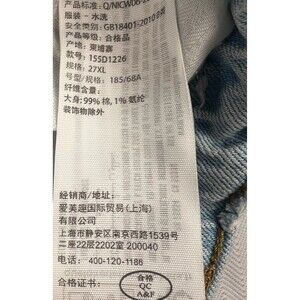 产品标准: Q/NICW06-2
服装 – 水洗
安全类别: GB18401-2010
产品等级: 合格品
产地: 柬埔寨
款号: 155D1226
规格: 27XL
号型/规格: 185/68A
纤维含量:
大身: 99% 棉, 1% 氨纶
装饰物除外
经销商/地址:
爱芙趣国际贸易(上海)
有限公司
上海市静安区南京西路1539号
二座22层2202室 200040
电话: 400-120-1186
合格证书:
合格
QC
A&F